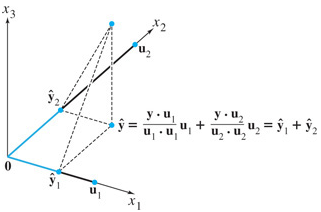 x₃
x₂
u₂
ŷ₂
ŷ = (y · u₁)/(u₁ · u₁) u₁ + (y · u₂)/(u₂ · u₂) u₂ = ŷ₁ + ŷ₂
0
ŷ₁
u₁
x₁